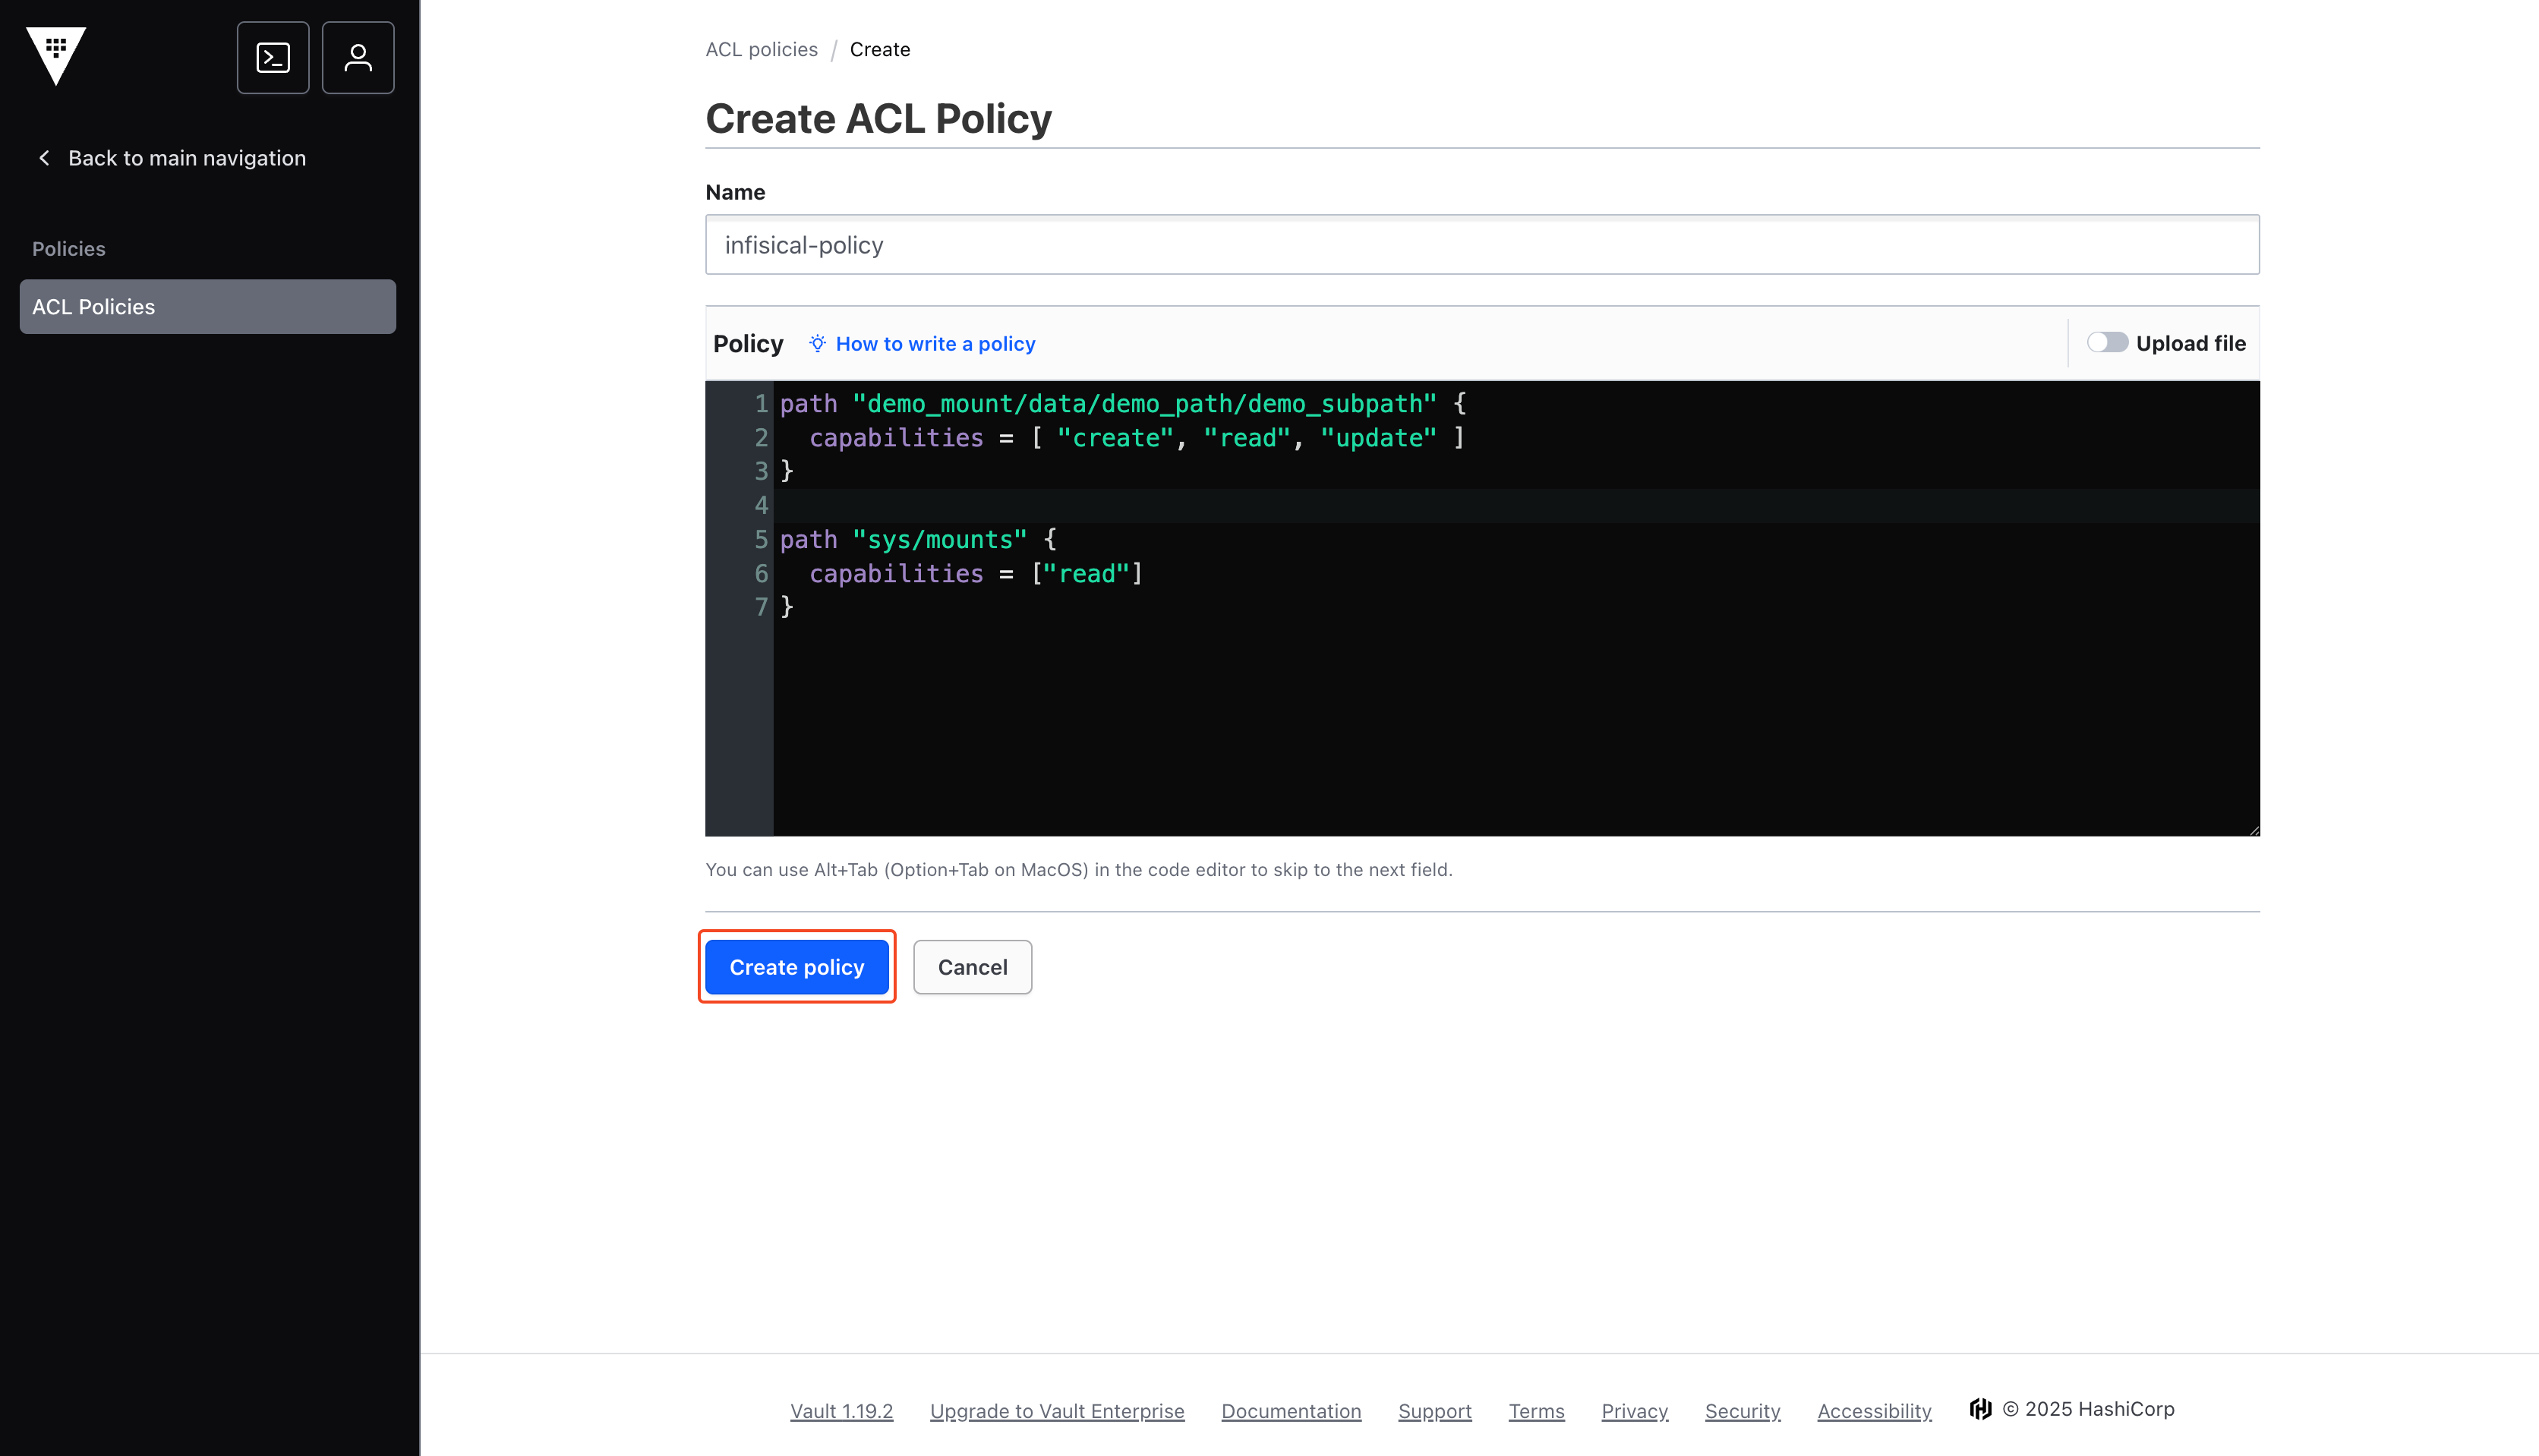 Back to main navigation
Policies
ACL Policies
ACL policies / Create
Create ACL Policy
Name
infisical-policy
Policy How to write a policy Upload file
1 path "demo_mount/data/demo_path/demo_subpath" {
2   capabilities = [ "create", "read", "update" ]
3 }
4
5 path "sys/mounts" {
6   capabilities = ["read"]
7 }
You can use Alt+Tab (Option+Tab on MacOS) in the code editor to skip to the next field.
Create policy Cancel
Vault 1.19.2 Upgrade to Vault Enterprise Documentation Support Terms Privacy Security Accessibility © 2025 HashiCorp